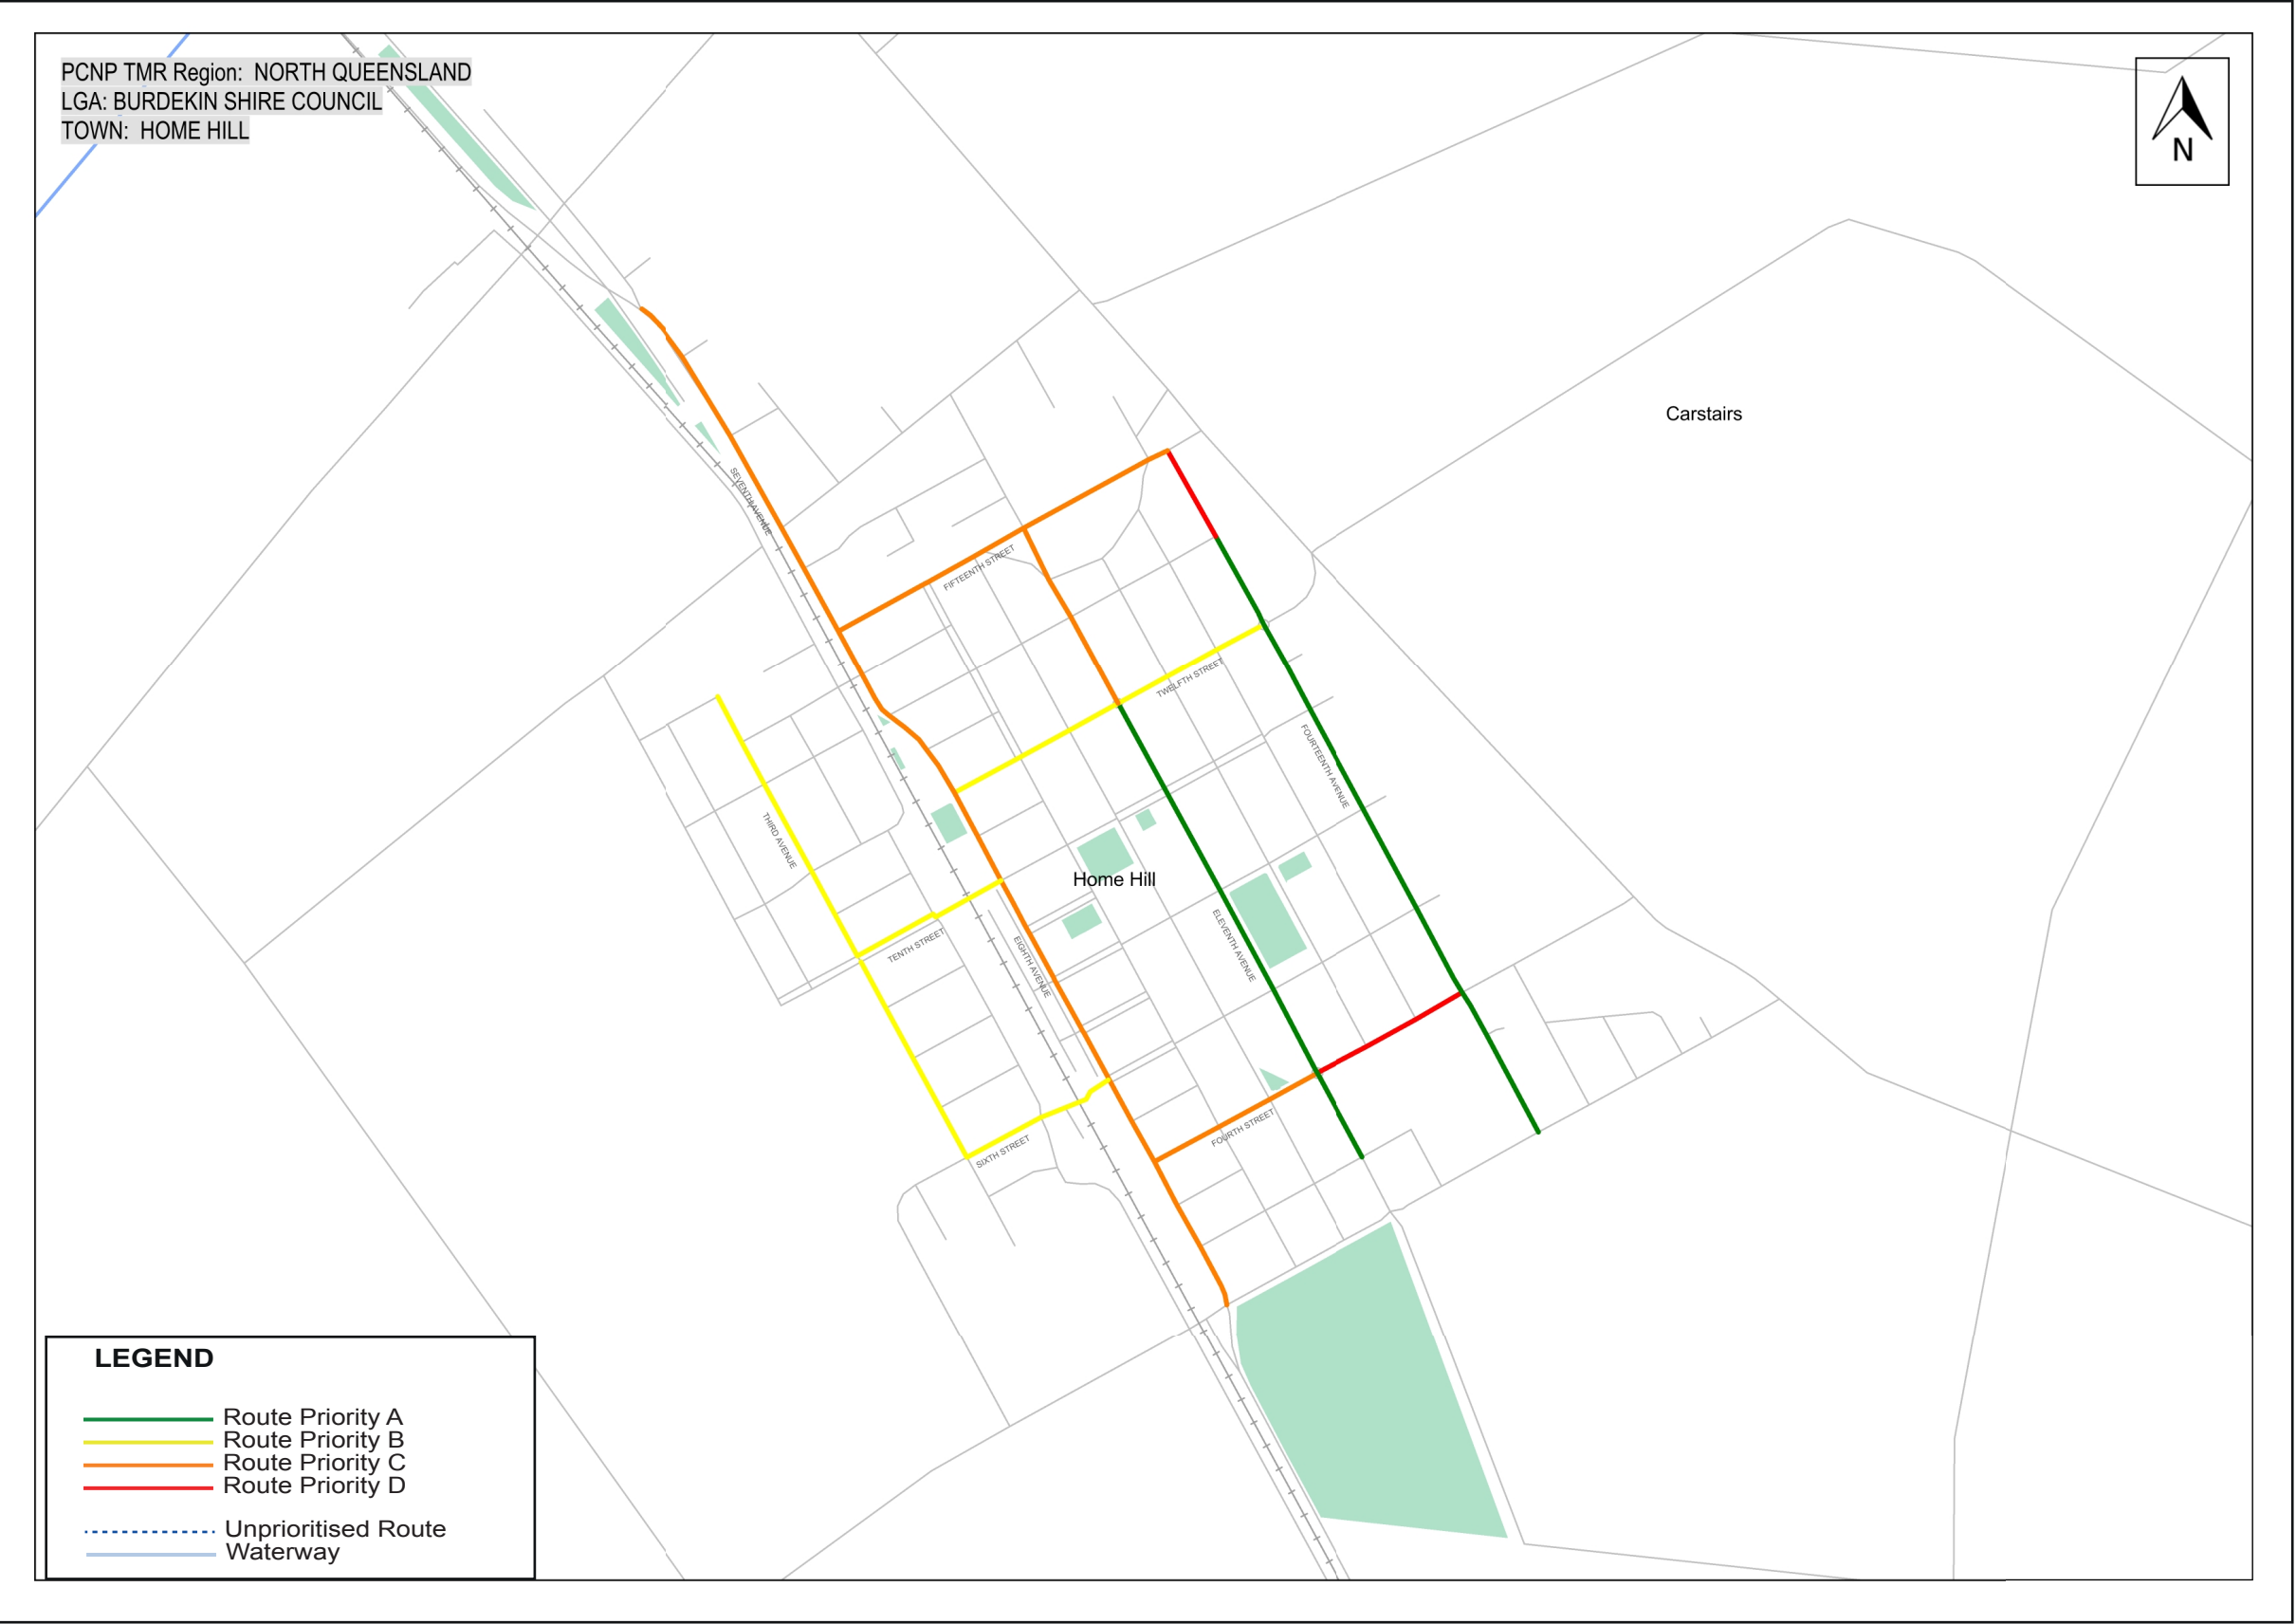 PCNP TMR Region:  NORTH QUEENSLAND
LGA: BURDEKIN SHIRE COUNCIL
TOWN:  HOME HILL
N
Carstairs
SEVENTH AVENUE
FIFTEENTH STREET
TWELFTH STREET
FOURTEENTH AVENUE
THIRD AVENUE
Home Hill
TENTH STREET
EIGHTH AVENUE
ELEVENTH AVENUE
FOURTH STREET
SIXTH STREET
LEGEND
Route Priority A
Route Priority B
Route Priority C
Route Priority D
Unprioritised Route
Waterway